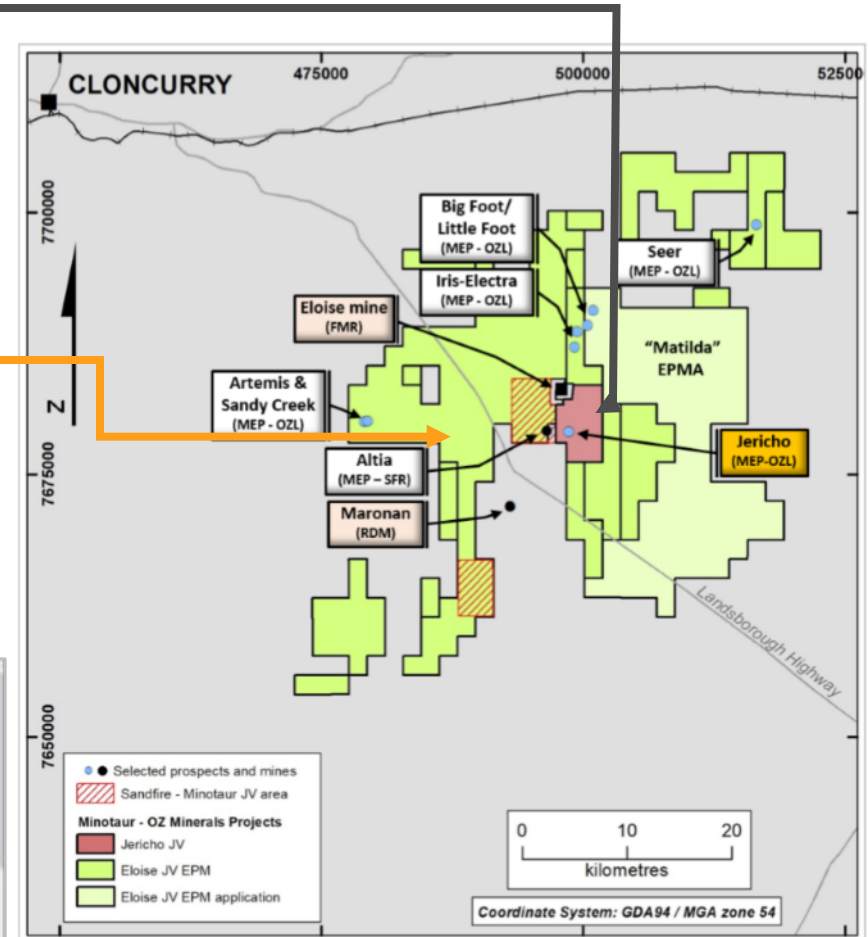 CLONCURRY
475000
500000
52500
7700000
7675000
7650000
N
Big Foot/
Little Foot
(MEP - OZL)
Seer
(MEP - OZL)
Iris-Electra
(MEP - OZL)
Eloise mine
(FMR)
"Matilda"
EPMA
Artemis &
Sandy Creek
(MEP - OZL)
Jericho
(MEP-OZL)
Altia
(MEP – SFR)
Maronan
(RDM)
Landsborough Highway
Selected prospects and mines
Sandfire - Minotaur JV area
Minotaur - OZ Minerals Projects
Jericho JV
Eloise JV EPM
Eloise JV EPM application
0 10 20
kilometres
Coordinate System: GDA94 / MGA zone 54